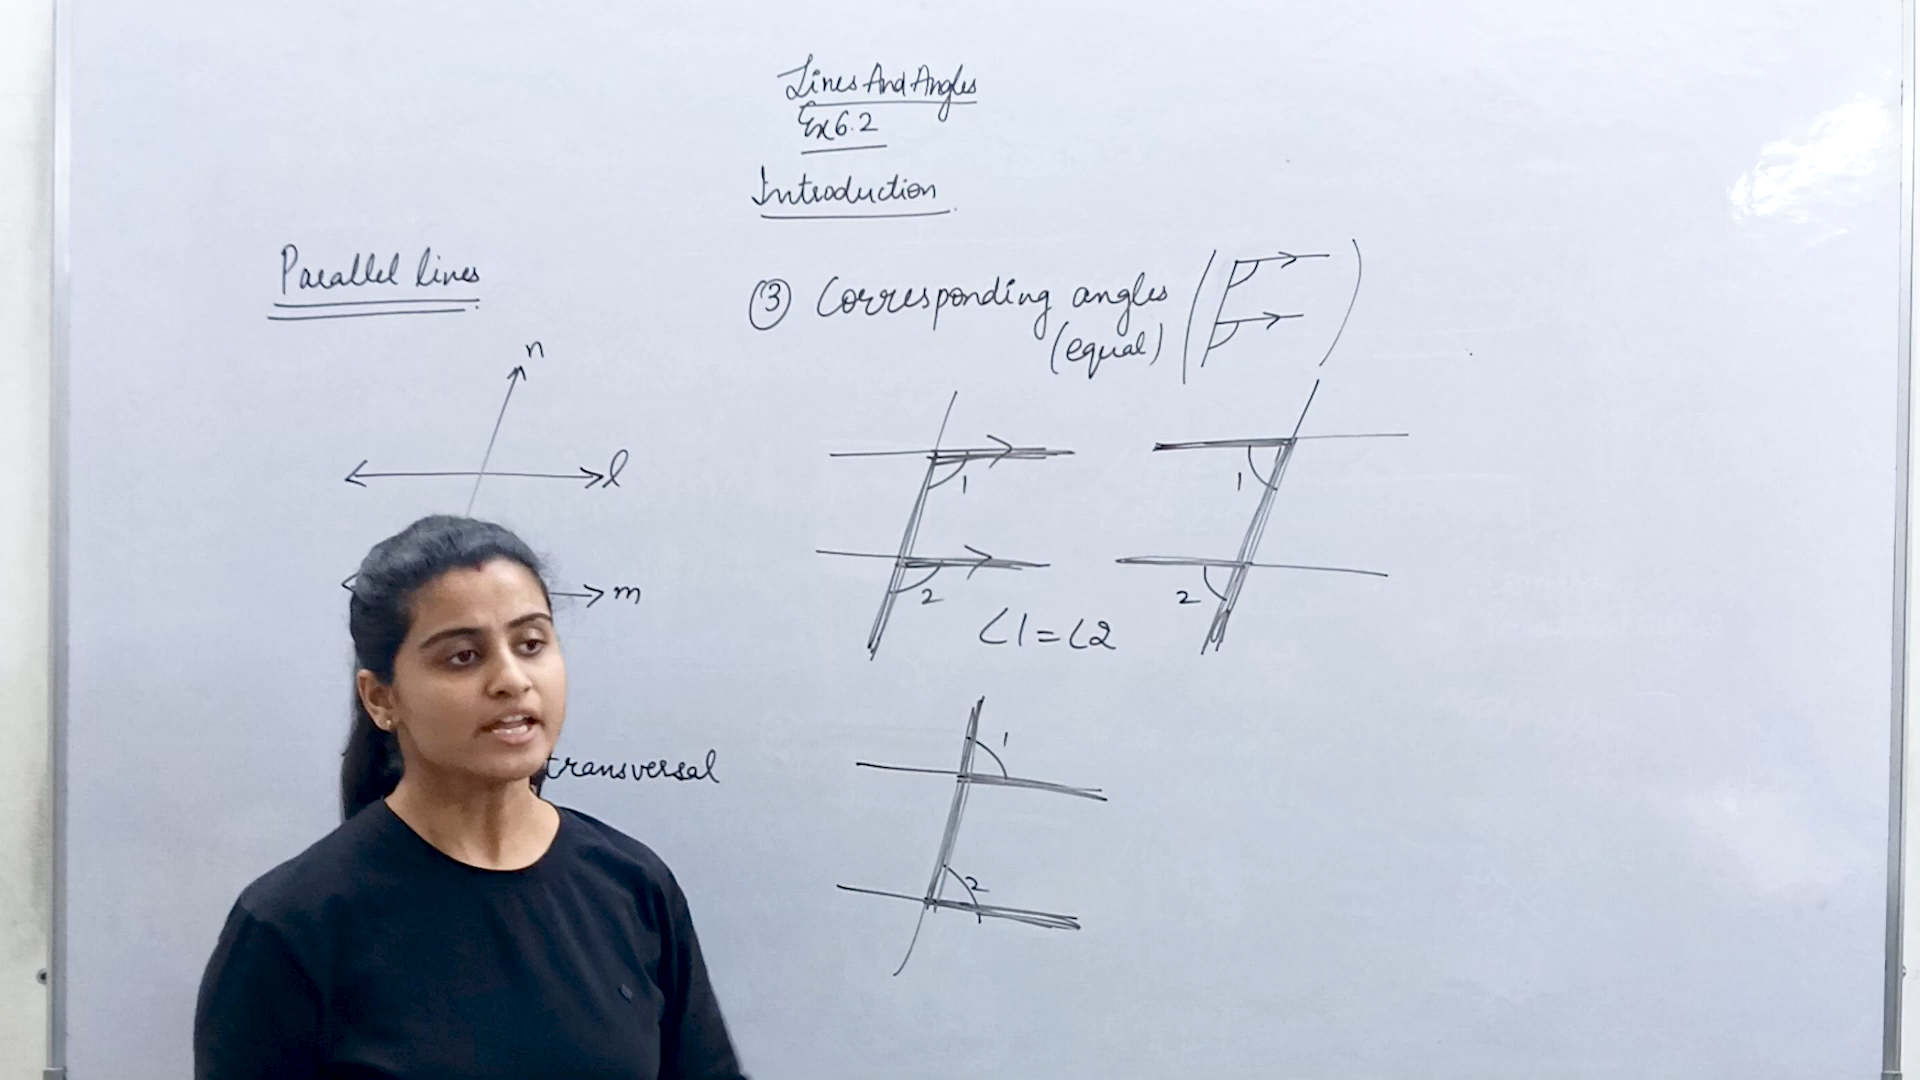 Lines And Angles
Ex 6.2
Introduction
Parallel lines
n
l
m
transversal
③ Corresponding angles
(equal)
1
2
∠1=∠2
1
2
1
2